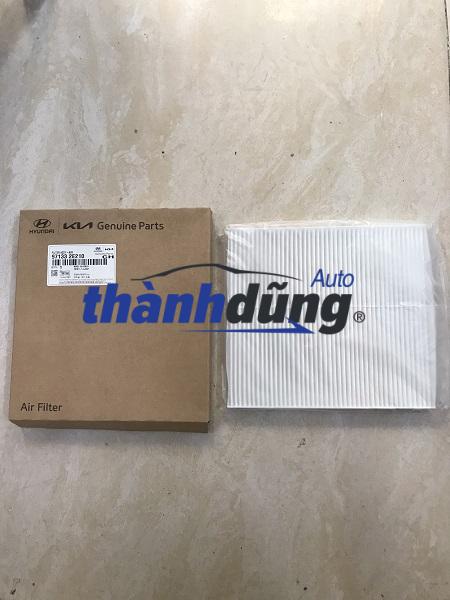 HYUNDAI KIA Genuine Parts
97133 2E210
Auto
thànhdũng®
Air Filter